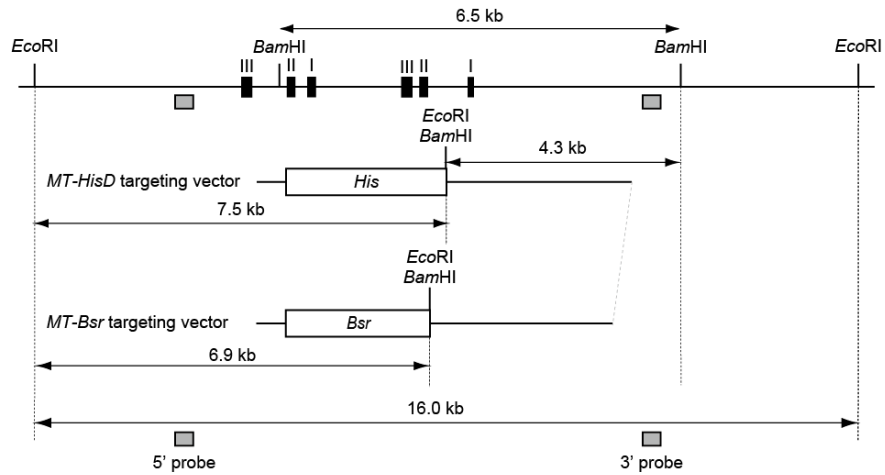 6.5 kb
EcoRI
BamHI
BamHI
EcoRI
III
II
I
III
II
I
EcoRI
BamHI
4.3 kb
MT-HisD targeting vector
His
7.5 kb
EcoRI
BamHI
MT-Bsr targeting vector
Bsr
6.9 kb
16.0 kb
5' probe
3' probe